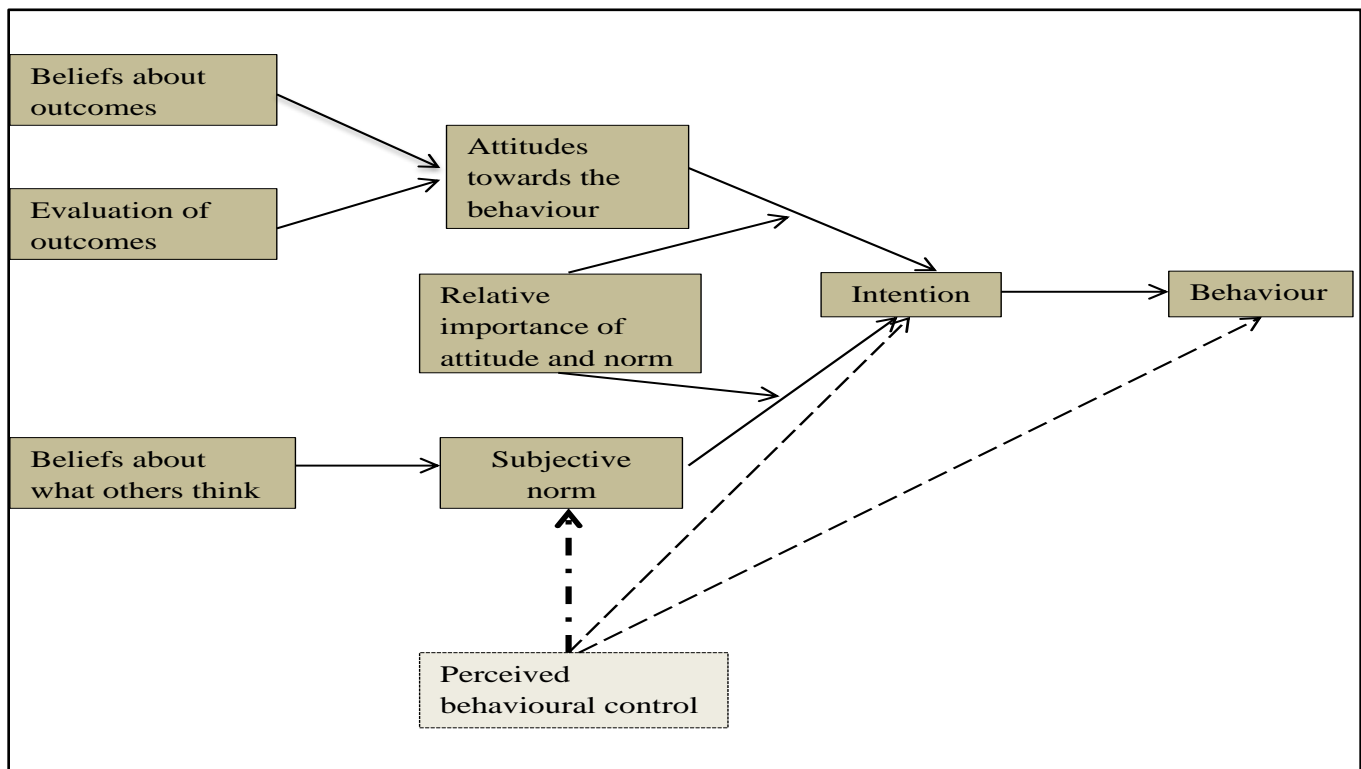 Beliefs about
outcomes
Evaluation of
outcomes
Attitudes
towards the
behaviour
Relative
importance of
attitude and norm
Intention
Behaviour
Beliefs about
what others think
Subjective
norm
Perceived
behavioural control